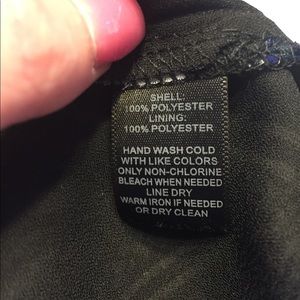 SHELL:
100% POLYESTER
LINING:
100% POLYESTER
HAND WASH COLD
WITH LIKE COLORS
ONLY NON-CHLORINE
BLEACH WHEN NEEDED
LINE DRY
WARM IRON IF NEEDED
OR DRY CLEAN